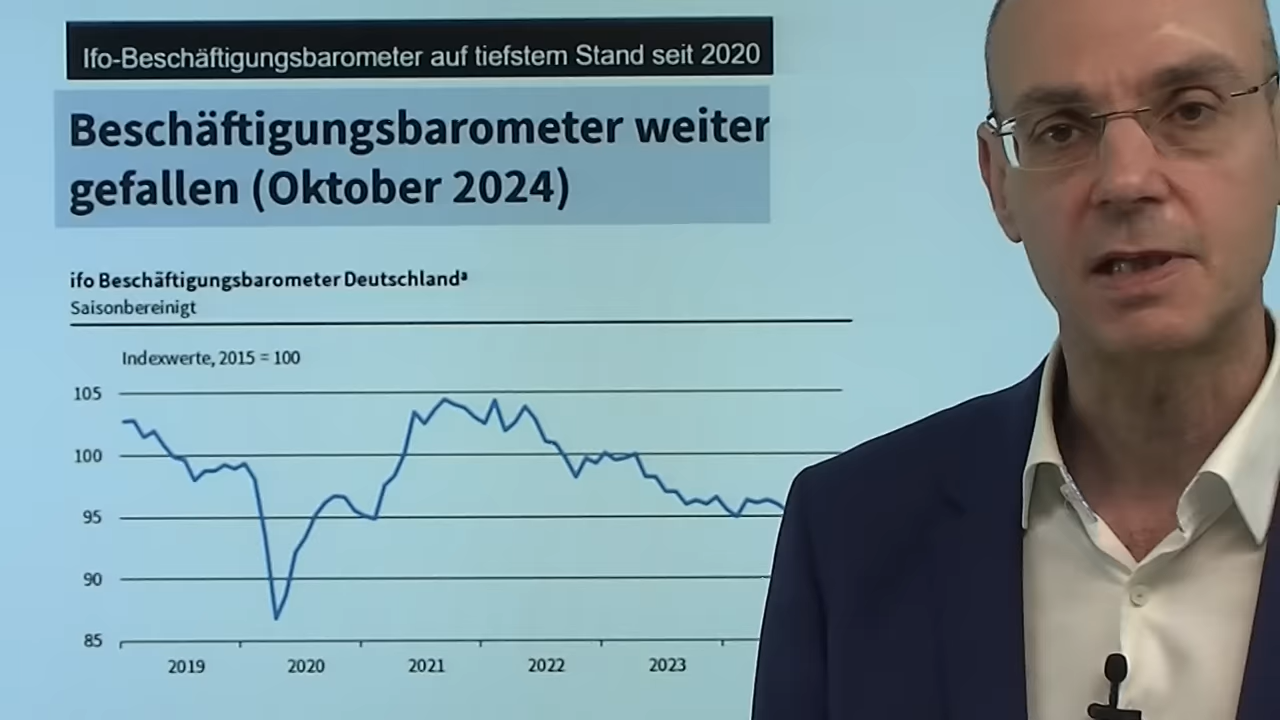 Ifo-Beschäftigungsbarometer auf tiefstem Stand seit 2020
Beschäftigungsbarometer weiter
gefallen (Oktober 2024)
ifo Beschäftigungsbarometer Deutschlandª
Saisonbereinigt
Indexwerte, 2015 = 100
105
100
95
90
85
2019 2020 2021 2022 2023